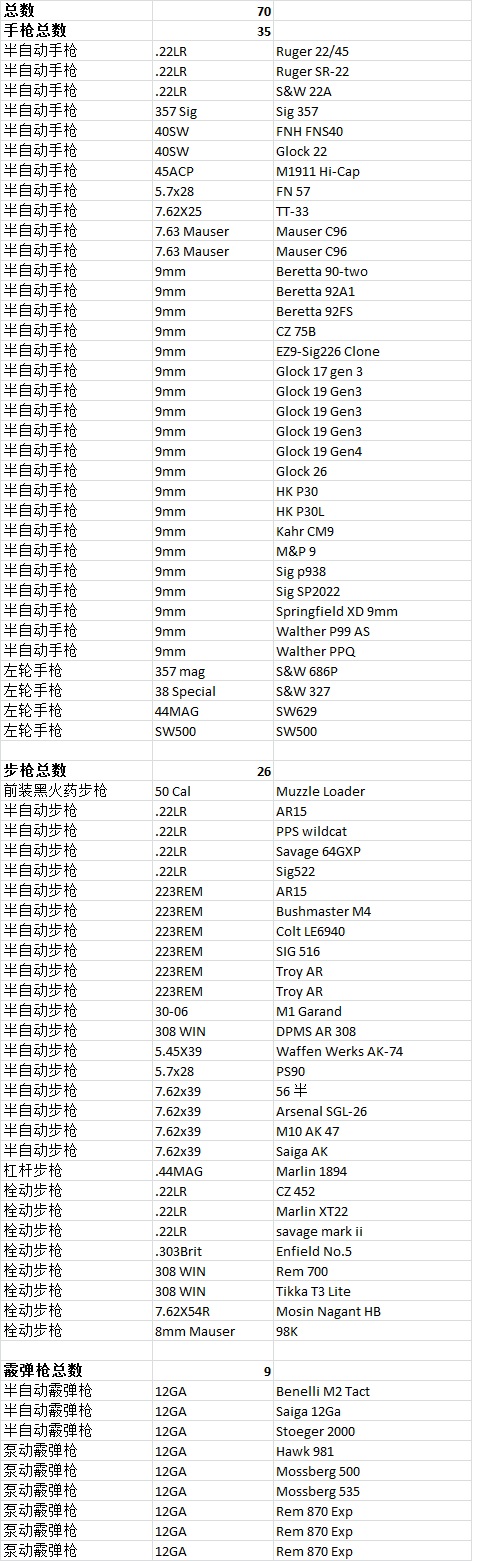 总数 70
手枪总数 35
半自动手枪 .22LR Ruger 22/45
半自动手枪 .22LR Ruger SR-22
半自动手枪 .22LR S&W 22A
半自动手枪 357 Sig Sig 357
半自动手枪 40SW FNH FNS40
半自动手枪 40SW Glock 22
半自动手枪 45ACP M1911 Hi-Cap
半自动手枪 5.7x28 FN 57
半自动手枪 7.62X25 TT-33
半自动手枪 7.63 Mauser Mauser C96
半自动手枪 7.63 Mauser Mauser C96
半自动手枪 9mm Beretta 90-two
半自动手枪 9mm Beretta 92A1
半自动手枪 9mm Beretta 92FS
半自动手枪 9mm CZ 75B
半自动手枪 9mm EZ9-Sig226 Clone
半自动手枪 9mm Glock 17 gen 3
半自动手枪 9mm Glock 19 Gen3
半自动手枪 9mm Glock 19 Gen3
半自动手枪 9mm Glock 19 Gen3
半自动手枪 9mm Glock 19 Gen4
半自动手枪 9mm Glock 26
半自动手枪 9mm HK P30
半自动手枪 9mm HK P30L
半自动手枪 9mm Kahr CM9
半自动手枪 9mm M&P 9
半自动手枪 9mm Sig p938
半自动手枪 9mm Sig SP2022
半自动手枪 9mm Springfield XD 9mm
半自动手枪 9mm Walther P99 AS
半自动手枪 9mm Walther PPQ
左轮手枪 357 mag S&W 686P
左轮手枪 38 Special S&W 327
左轮手枪 44MAG SW629
左轮手枪 SW500 SW500
步枪总数 26
前装黑火药步枪 50 Cal Muzzle Loader
半自动步枪 .22LR AR15
半自动步枪 .22LR PPS wildcat
半自动步枪 .22LR Savage 64GXP
半自动步枪 .22LR Sig522
半自动步枪 223REM AR15
半自动步枪 223REM Bushmaster M4
半自动步枪 223REM Colt LE6940
半自动步枪 223REM SIG 516
半自动步枪 223REM Troy AR
半自动步枪 223REM Troy AR
半自动步枪 30-06 M1 Garand
半自动步枪 308 WIN DPMS AR 308
半自动步枪 5.45X39 Waffen Werks AK-74
半自动步枪 5.7x28 PS90
半自动步枪 7.62x39 56 半
半自动步枪 7.62x39 Arsenal SGL-26
半自动步枪 7.62x39 M10 AK 47
半自动步枪 7.62x39 Saiga AK
杠杆步枪 .44MAG Marlin 1894
栓动步枪 .22LR CZ 452
栓动步枪 .22LR Marlin XT22
栓动步枪 .22LR savage mark ii
栓动步枪 .303Brit Enfield No.5
栓动步枪 308 WIN Rem 700
栓动步枪 308 WIN Tikka T3 Lite
栓动步枪 7.62X54R Mosin Nagant HB
栓动步枪 8mm Mauser 98K
霰弹枪总数 9
半自动霰弹枪 12GA Benelli M2 Tact
半自动霰弹枪 12GA Saiga 12Ga
半自动霰弹枪 12GA Stoeger 2000
泵动霰弹枪 12GA Hawk 981
泵动霰弹枪 12GA Mossberg 500
泵动霰弹枪 12GA Mossberg 535
泵动霰弹枪 12GA Rem 870 Exp
泵动霰弹枪 12GA Rem 870 Exp
泵动霰弹枪 12GA Rem 870 Exp